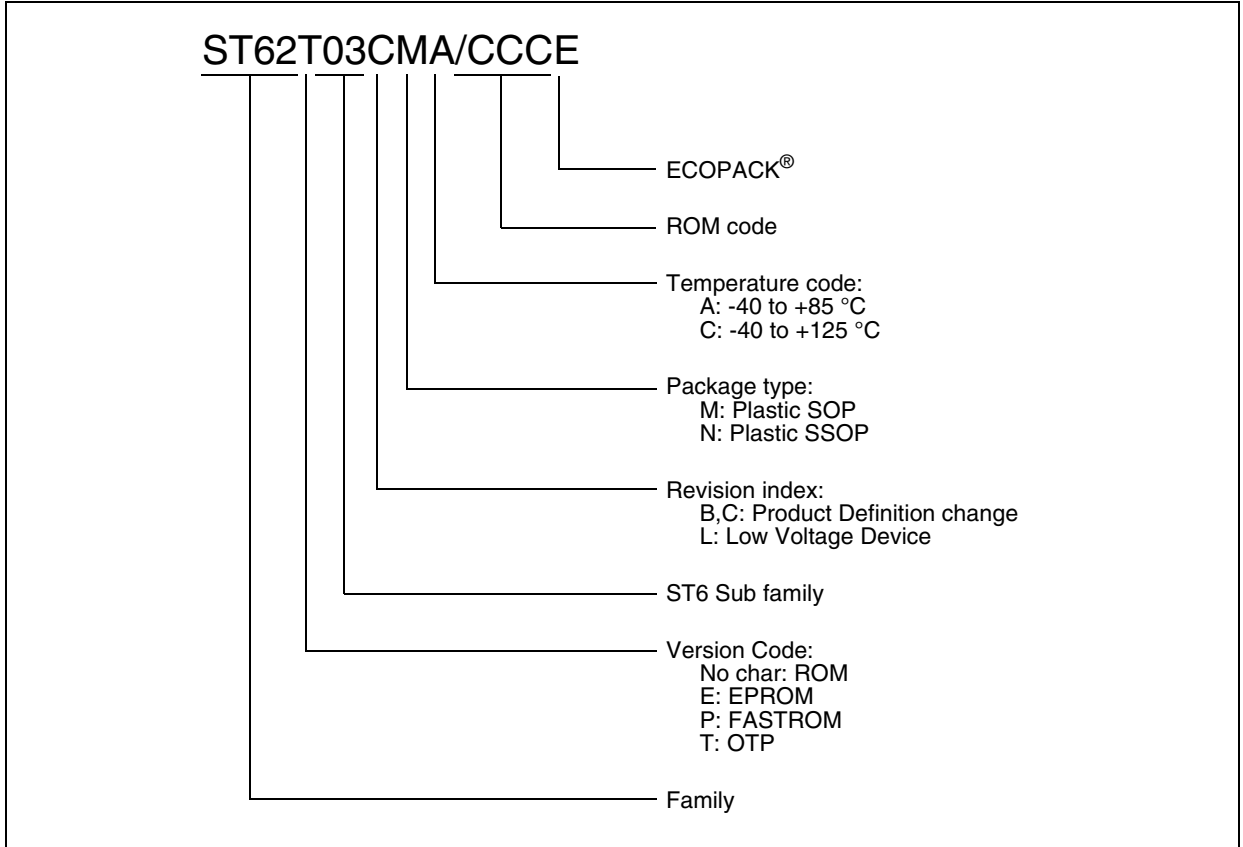 ST62T03CMA/CCCE
ECOPACK®
ROM code
Temperature code:
A: -40 to +85 °C
C: -40 to +125 °C
Package type:
M: Plastic SOP
N: Plastic SSOP
Revision index:
B,C: Product Definition change
L: Low Voltage Device
ST6 Sub family
Version Code:
No char: ROM
E: EPROM
P: FASTROM
T: OTP
Family